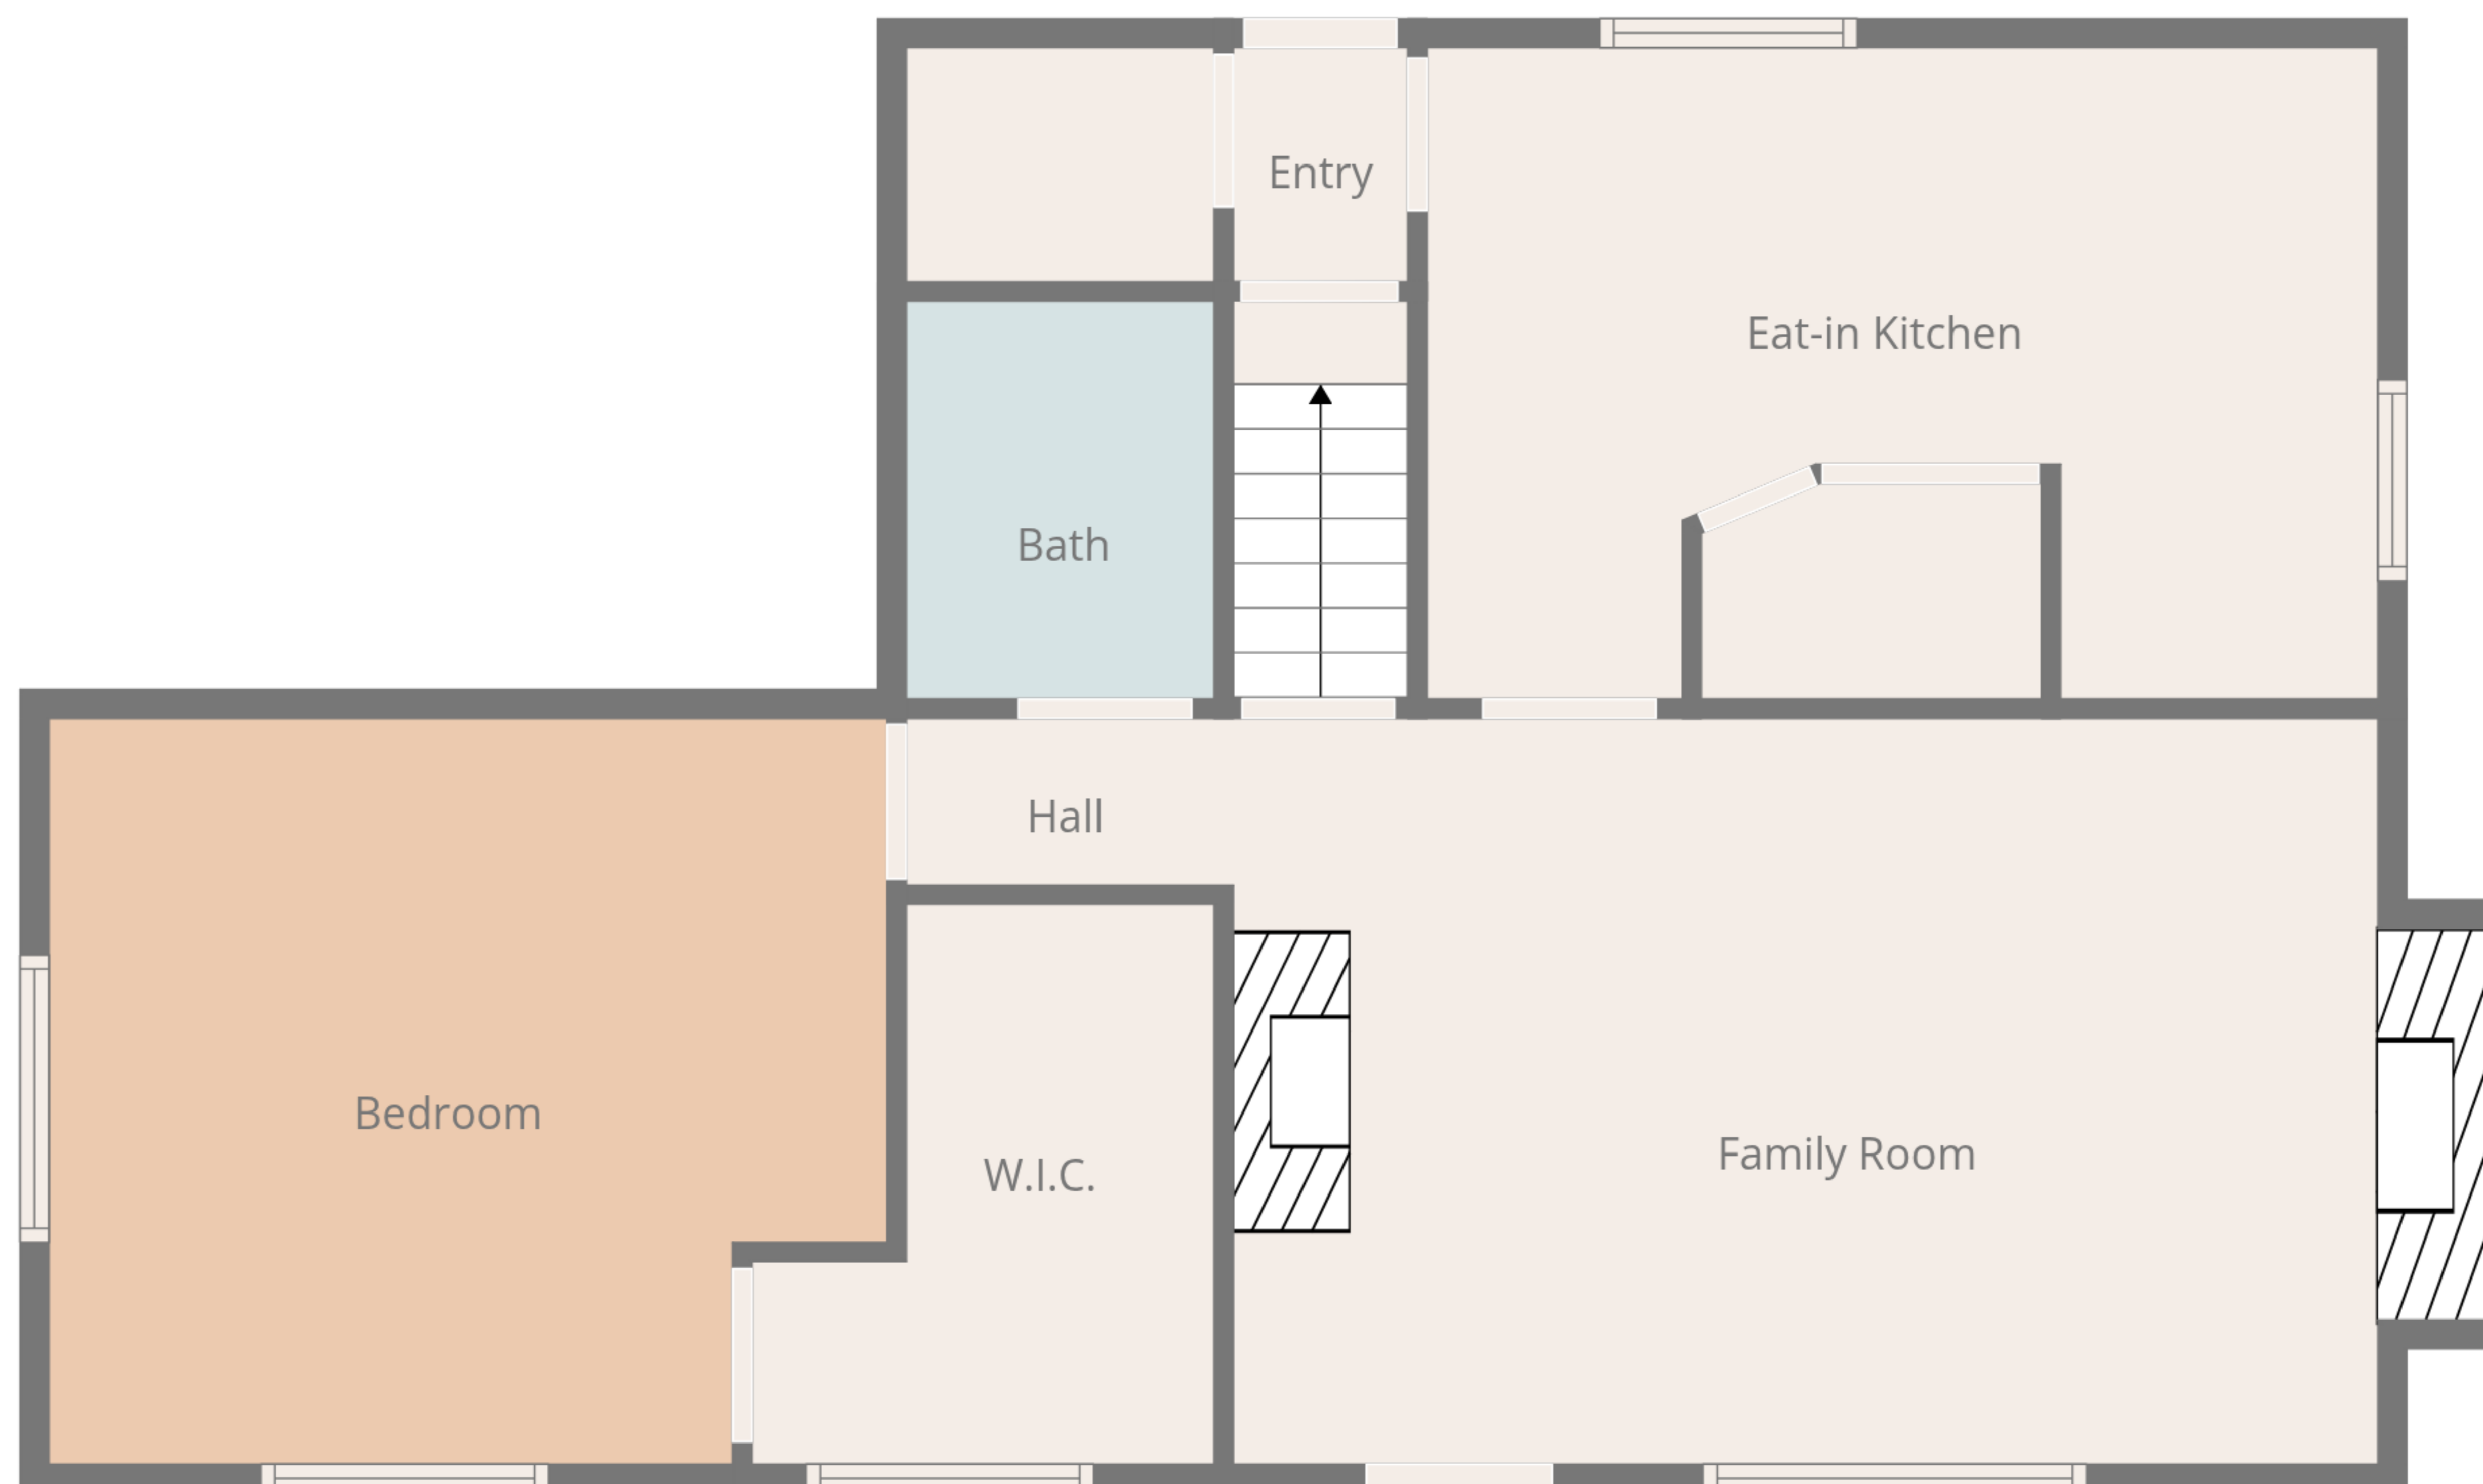 Entry
Eat-in Kitchen
Bath
Hall
Bedroom
W.I.C.
Family Room